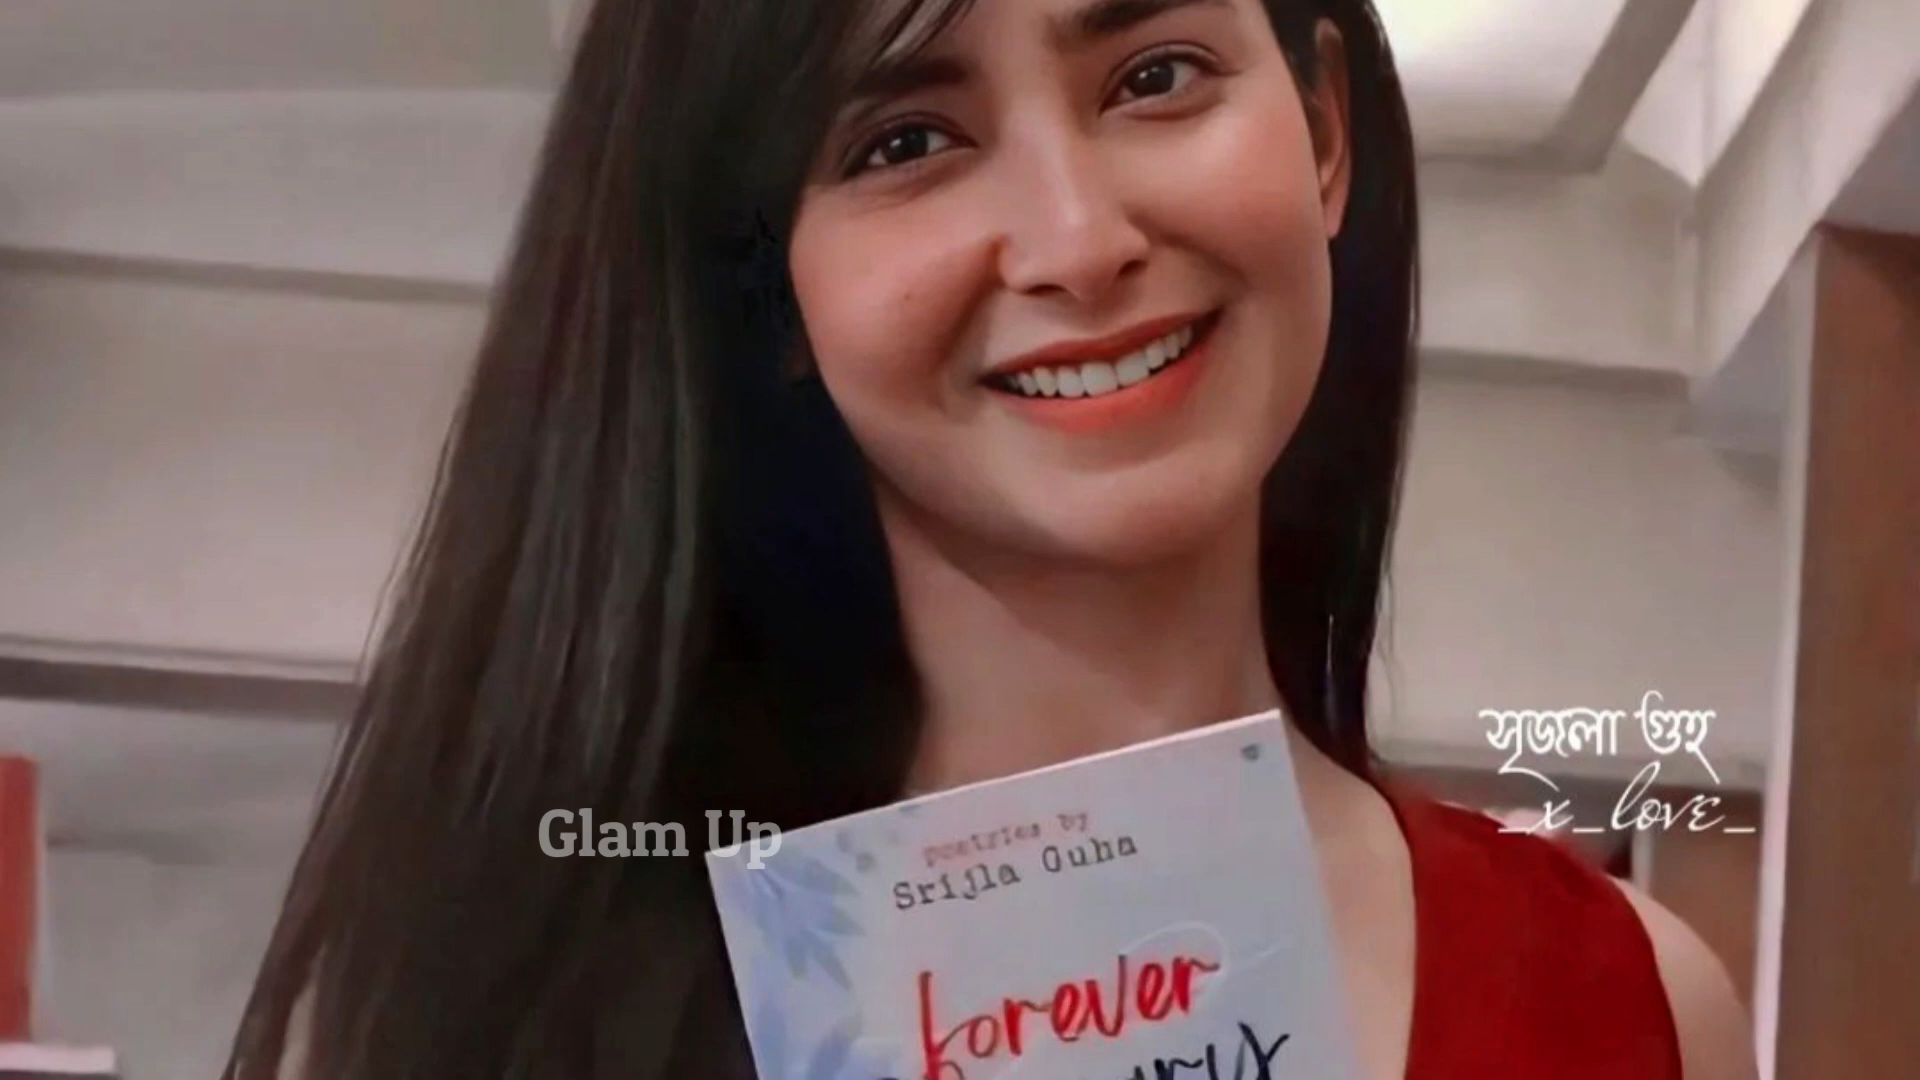 সৃজলা গুহ
_x_love_
Glam Up
poetries by
Srijla Guha
forever